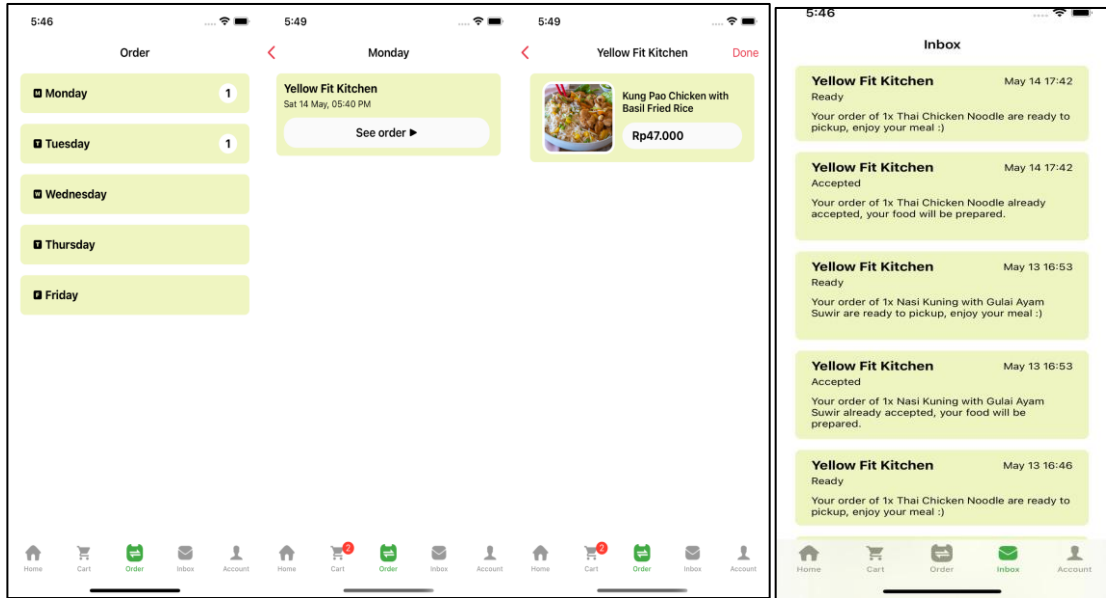 5:46
Order
M Monday 1
T Tuesday 1
W Wednesday
T Thursday
F Friday
Home Cart Order Inbox Account
5:49
Monday
Yellow Fit Kitchen
Sat 14 May, 05:40 PM
See order ▶
2
Home Cart Order Inbox Account
5:49
Yellow Fit Kitchen Done
Kung Pao Chicken with
Basil Fried Rice
Rp47.000
2
Home Cart Order Inbox Account
5:46
Inbox
Yellow Fit Kitchen May 14 17:42
Ready
Your order of 1x Thai Chicken Noodle are ready to
pickup, enjoy your meal :)
Yellow Fit Kitchen May 14 17:42
Accepted
Your order of 1x Thai Chicken Noodle already
accepted, your food will be prepared.
Yellow Fit Kitchen May 13 16:53
Ready
Your order of 1x Nasi Kuning with Gulai Ayam
Suwir are ready to pickup, enjoy your meal :)
Yellow Fit Kitchen May 13 16:53
Accepted
Your order of 1x Nasi Kuning with Gulai Ayam
Suwir already accepted, your food will be
prepared.
Yellow Fit Kitchen May 13 16:46
Ready
Your order of 1x Thai Chicken Noodle are ready to
pickup, enjoy your meal :)
Home Cart Order Inbox Account